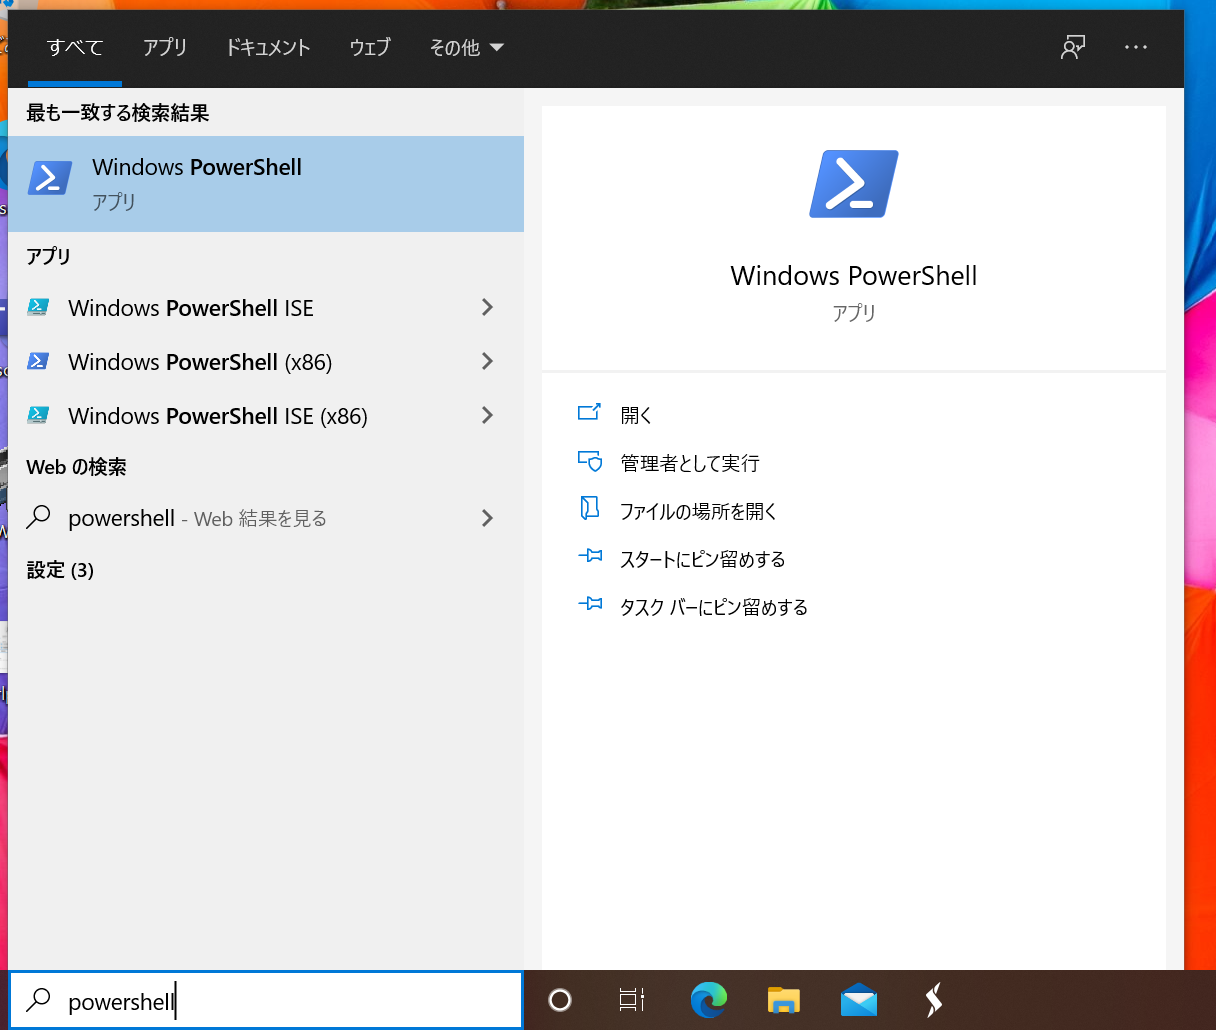 すべて アプリ ドキュメント ウェブ その他
最も一致する検索結果
Windows PowerShell
アプリ
アプリ
Windows PowerShell ISE
Windows PowerShell (x86)
Windows PowerShell ISE (x86)
Web の検索
powershell - Web 結果を見る
設定 (3)
Windows PowerShell
アプリ
開く
管理者として実行
ファイルの場所を開く
スタートにピン留めする
タスク バーにピン留めする
powershell